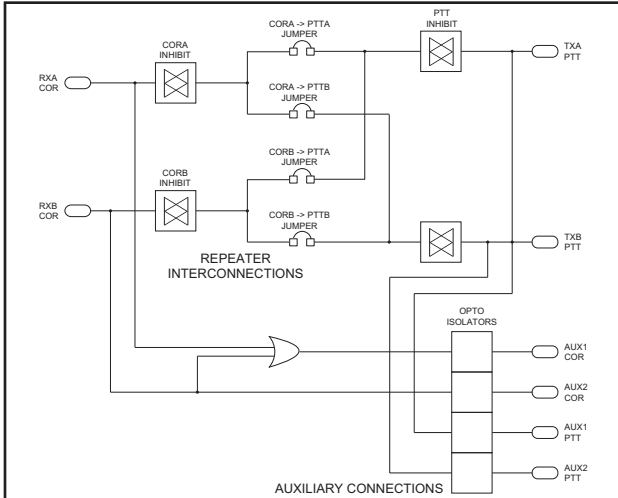 CORA -> PTTA
JUMPER
PTT
INHIBIT
CORA
INHIBIT
RXA
COR
TXA
PTT
CORA -> PTTB
JUMPER
CORB -> PTTA
JUMPER
CORB
INHIBIT
RXB
COR
CORB -> PTTB
JUMPER
TXB
PTT
REPEATER
INTERCONNECTIONS
OPTO
ISOLATORS
AUX1
COR
AUX2
COR
AUX1
PTT
AUX2
PTT
AUXILIARY CONNECTIONS